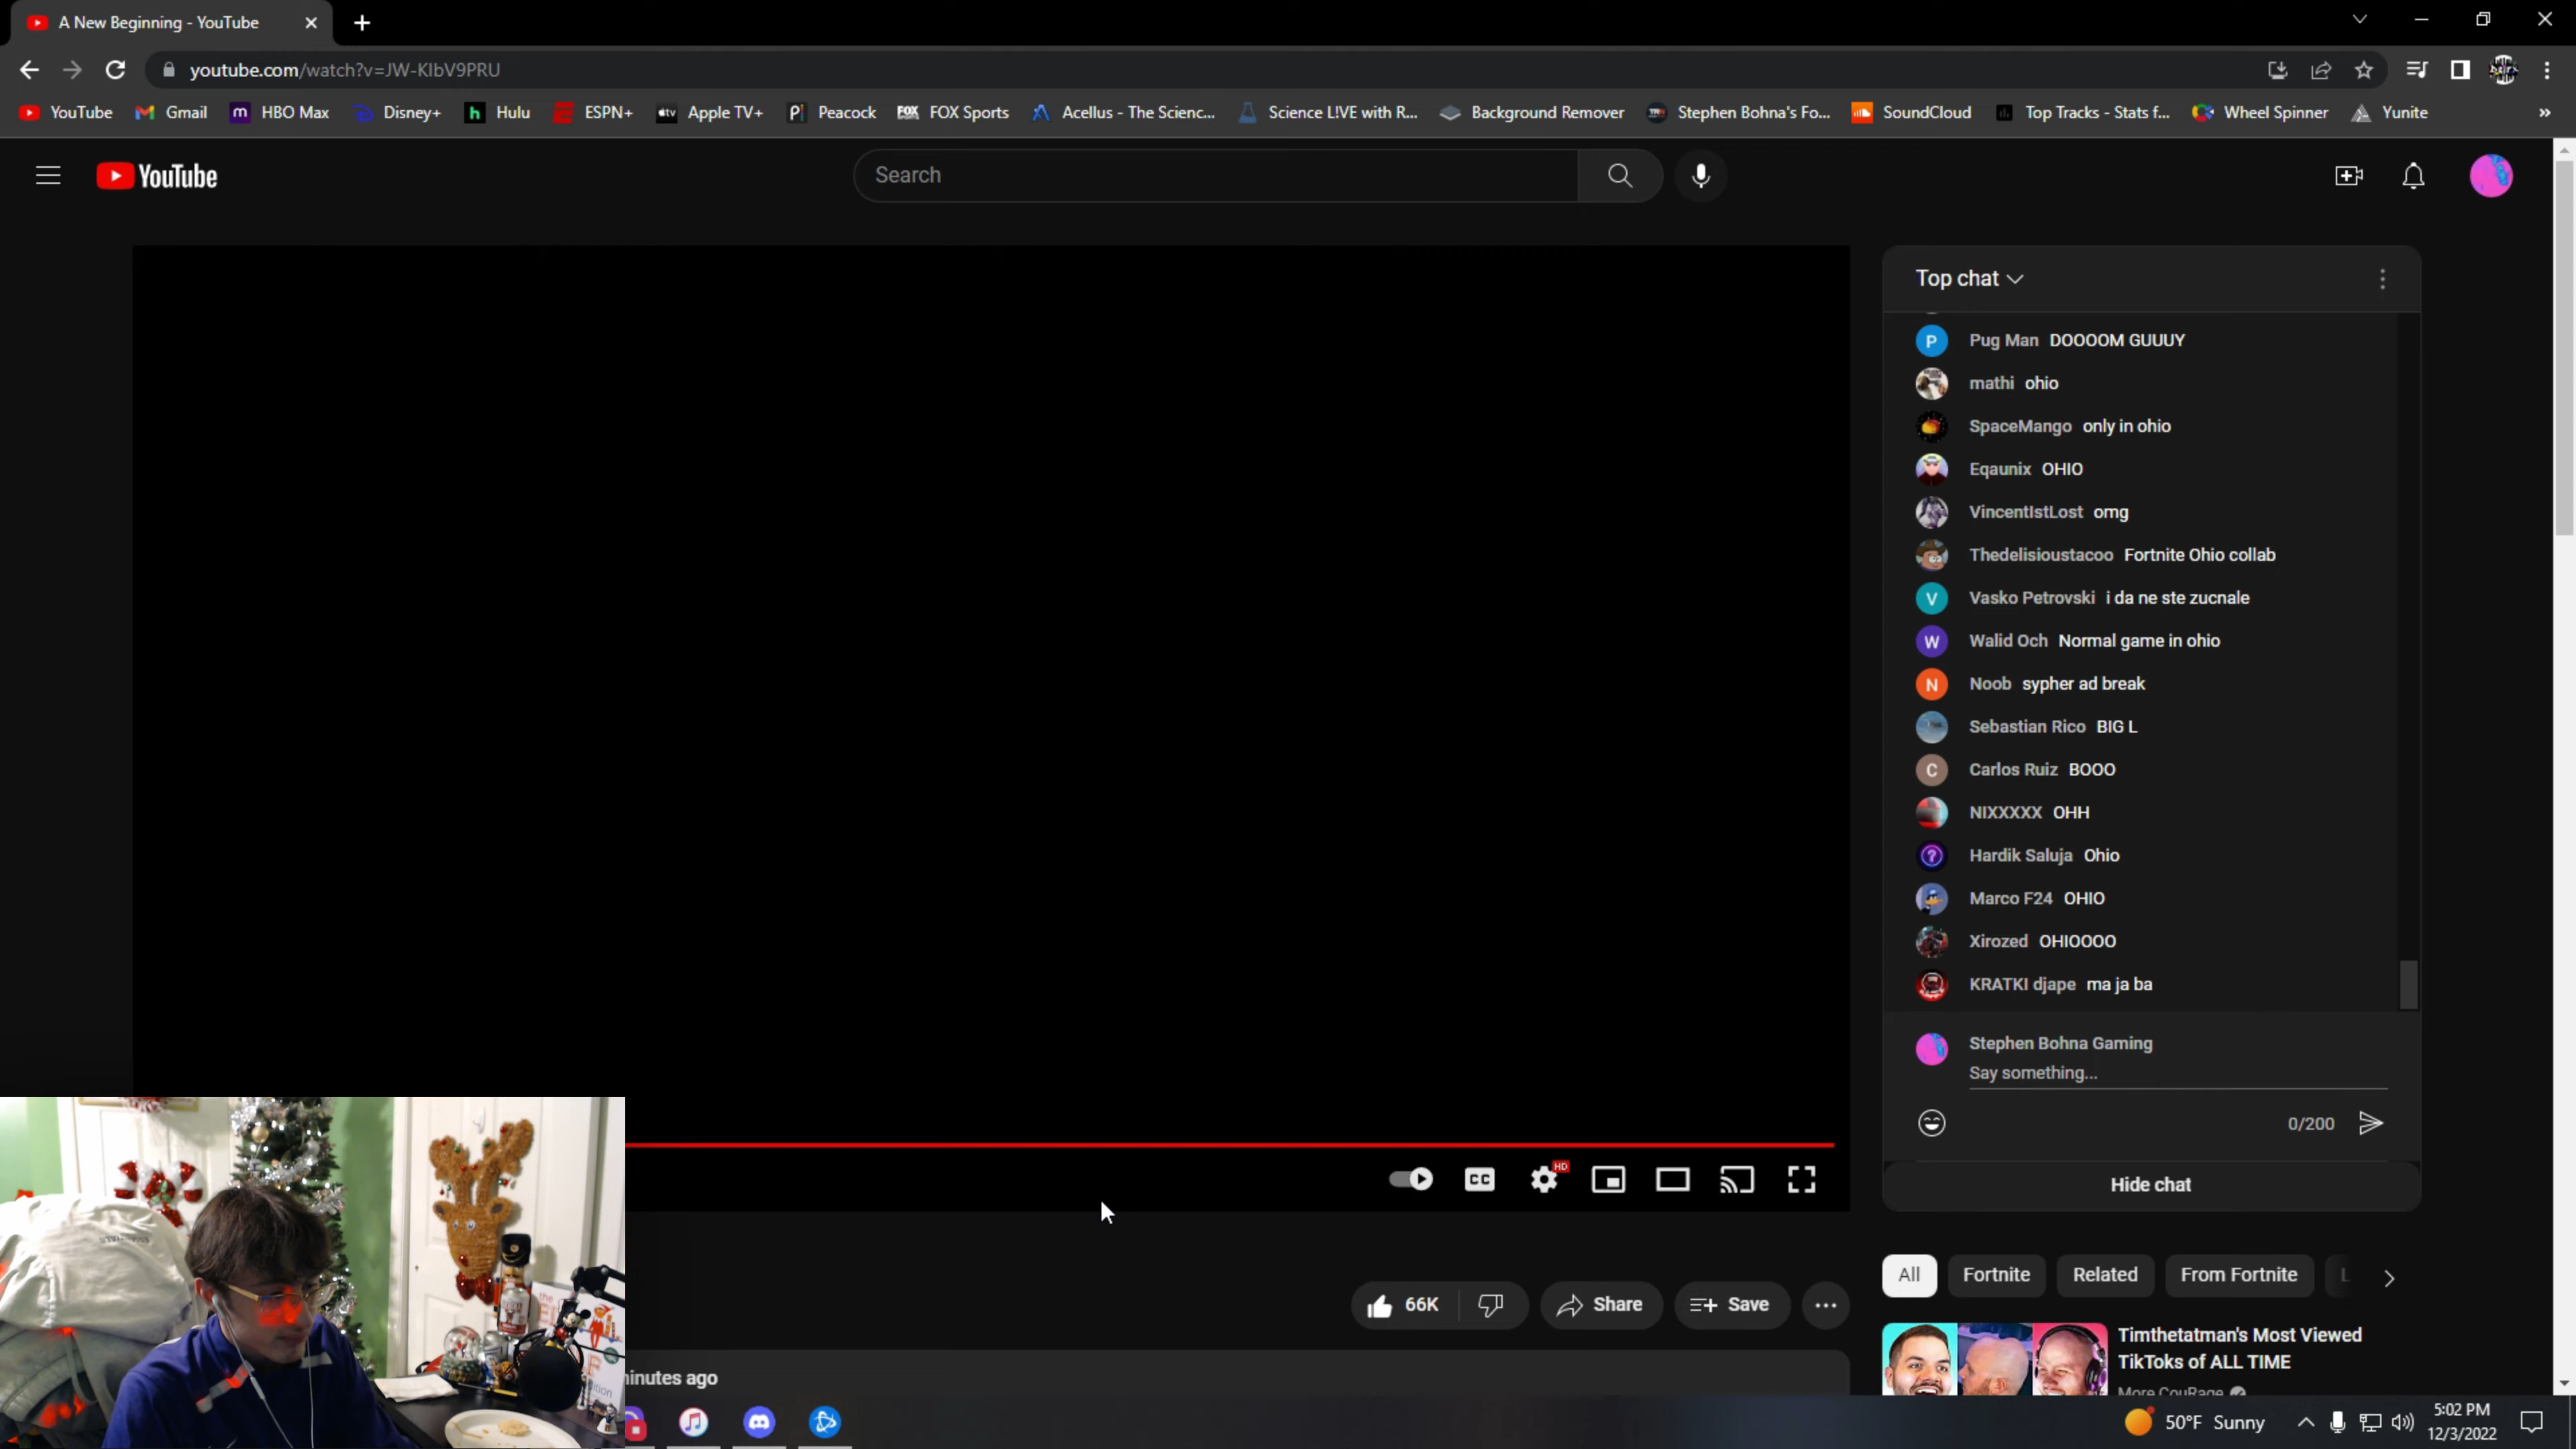 A New Beginning - YouTube
youtube.com/watch?v=JW-KIbV9PRU
YouTube Gmail HBO Max Disney+ Hulu ESPN+ Apple TV+ Peacock FOX Sports Acellus - The Scienc... Science L!VE with R... Background Remover Stephen Bohna's Fo... SoundCloud Top Tracks - Stats f... Wheel Spinner Yunite »
YouTube
Search
Top chat
Pug Man DOOOOM GUUUY
mathi ohio
SpaceMango only in ohio
Eqaunix OHIO
VincentIstLost omg
Thedelisioustacoo Fortnite Ohio collab
Vasko Petrovski i da ne ste zucnale
Walid Och Normal game in ohio
Noob sypher ad break
Sebastian Rico BIG L
Carlos Ruiz BOOO
NIXXXXX OHH
Hardik Saluja Ohio
Marco F24 OHIO
Xirozed OHIOOOO
KRATKI djape ma ja ba
Stephen Bohna Gaming
Say something...
0/200
Hide chat
CC HD
66K Share Save
All Fortnite Related From Fortnite
Timthetatman's Most Viewed
TikToks of ALL TIME
More CouRage
minutes ago
50°F Sunny
5:02 PM
12/3/2022